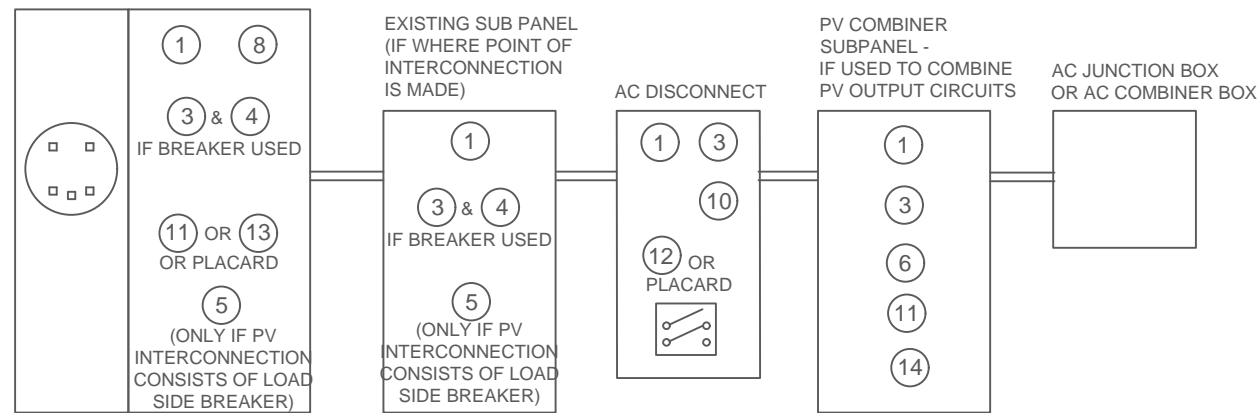 1 8
3 & 4
IF BREAKER USED
11 OR 13
OR PLACARD
5
(ONLY IF PV
INTERCONNECTION
CONSISTS OF LOAD
SIDE BREAKER)
EXISTING SUB PANEL
(IF WHERE POINT OF
INTERCONNECTION
IS MADE)
1
3 & 4
IF BREAKER USED
5
(ONLY IF PV
INTERCONNECTION
CONSISTS OF LOAD
SIDE BREAKER)
AC DISCONNECT
1 3
10
12 OR
PLACARD
PV COMBINER
SUBPANEL -
IF USED TO COMBINE
PV OUTPUT CIRCUITS
1
3
6
11
14
AC JUNCTION BOX
OR AC COMBINER BOX